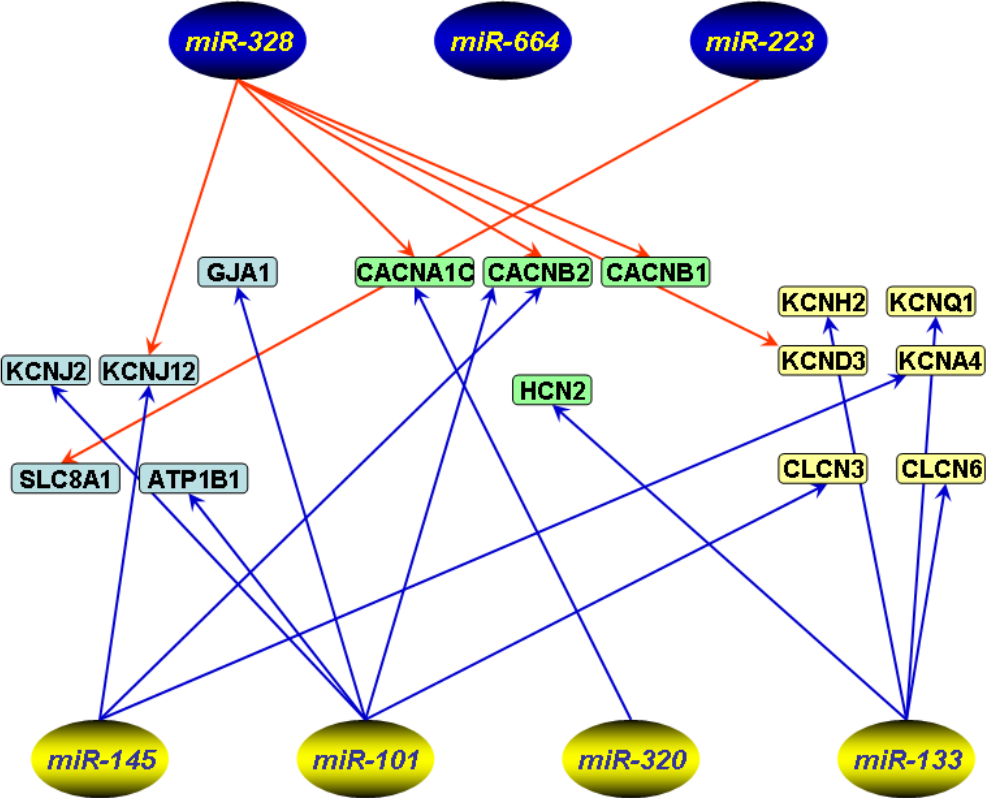 miR-328 miR-664 miR-223
GJA1 CACNA1C CACNB2 CACNB1
KCNH2 KCNQ1
KCNJ2 KCNJ12 KCND3 KCNA4
HCN2
SLC8A1 ATP1B1 CLCN3 CLCN6
miR-145 miR-101 miR-320 miR-133